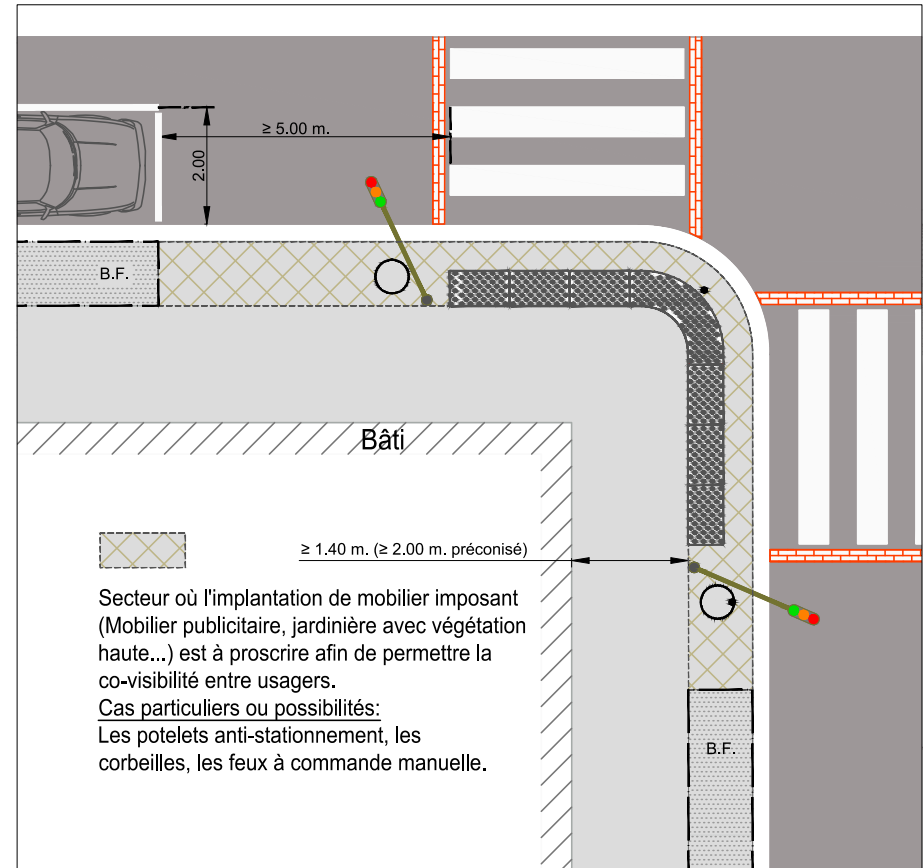 ≥ 5.00 m.
2.00
B.F.
Bâti
≥ 1.40 m. (≥ 2.00 m. préconisé)
Secteur où l'implantation de mobilier imposant
(Mobilier publicitaire, jardinière avec végétation
haute...) est à proscrire afin de permettre la
co-visibilité entre usagers.
Cas particuliers ou possibilités:
Les potelets anti-stationnement, les
corbeilles, les feux à commande manuelle.
B.F.